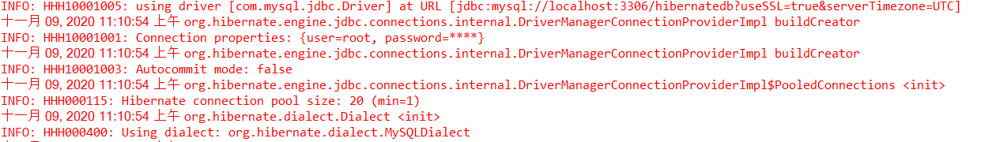 INFO: HHH10001005: using driver [com.mysql.jdbc.Driver] at URL [jdbc:mysql://localhost:3306/hibernatedb?useSSL=true&serverTimezone=UTC]
十一月 09, 2020 11:10:54 上午 org.hibernate.engine.jdbc.connections.internal.DriverManagerConnectionProviderImpl buildCreator
INFO: HHH10001001: Connection properties: {user=root, password=****}
十一月 09, 2020 11:10:54 上午 org.hibernate.engine.jdbc.connections.internal.DriverManagerConnectionProviderImpl buildCreator
INFO: HHH10001003: Autocommit mode: false
十一月 09, 2020 11:10:54 上午 org.hibernate.engine.jdbc.connections.internal.DriverManagerConnectionProviderImpl$PooledConnections <init>
INFO: HHH000115: Hibernate connection pool size: 20 (min=1)
十一月 09, 2020 11:10:54 上午 org.hibernate.dialect.Dialect <init>
INFO: HHH000400: Using dialect: org.hibernate.dialect.MySQLDialect